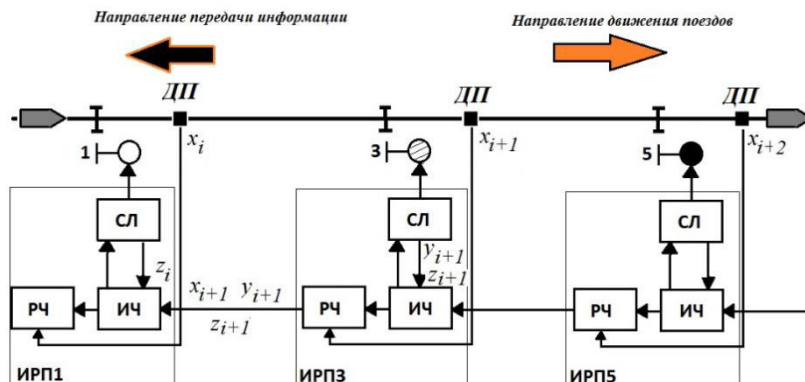 Направление передачи информации
Направление движения поездов
ДП ДП ДП
x_i x_{i+1} x_{i+2}
1 3 5
СЛ СЛ СЛ
y_{i+1}
z_i x_{i+1} y_{i+1} z_{i+1}
РЧ ИЧ z_{i+1} РЧ ИЧ РЧ ИЧ
ИРП1 ИРП3 ИРП5